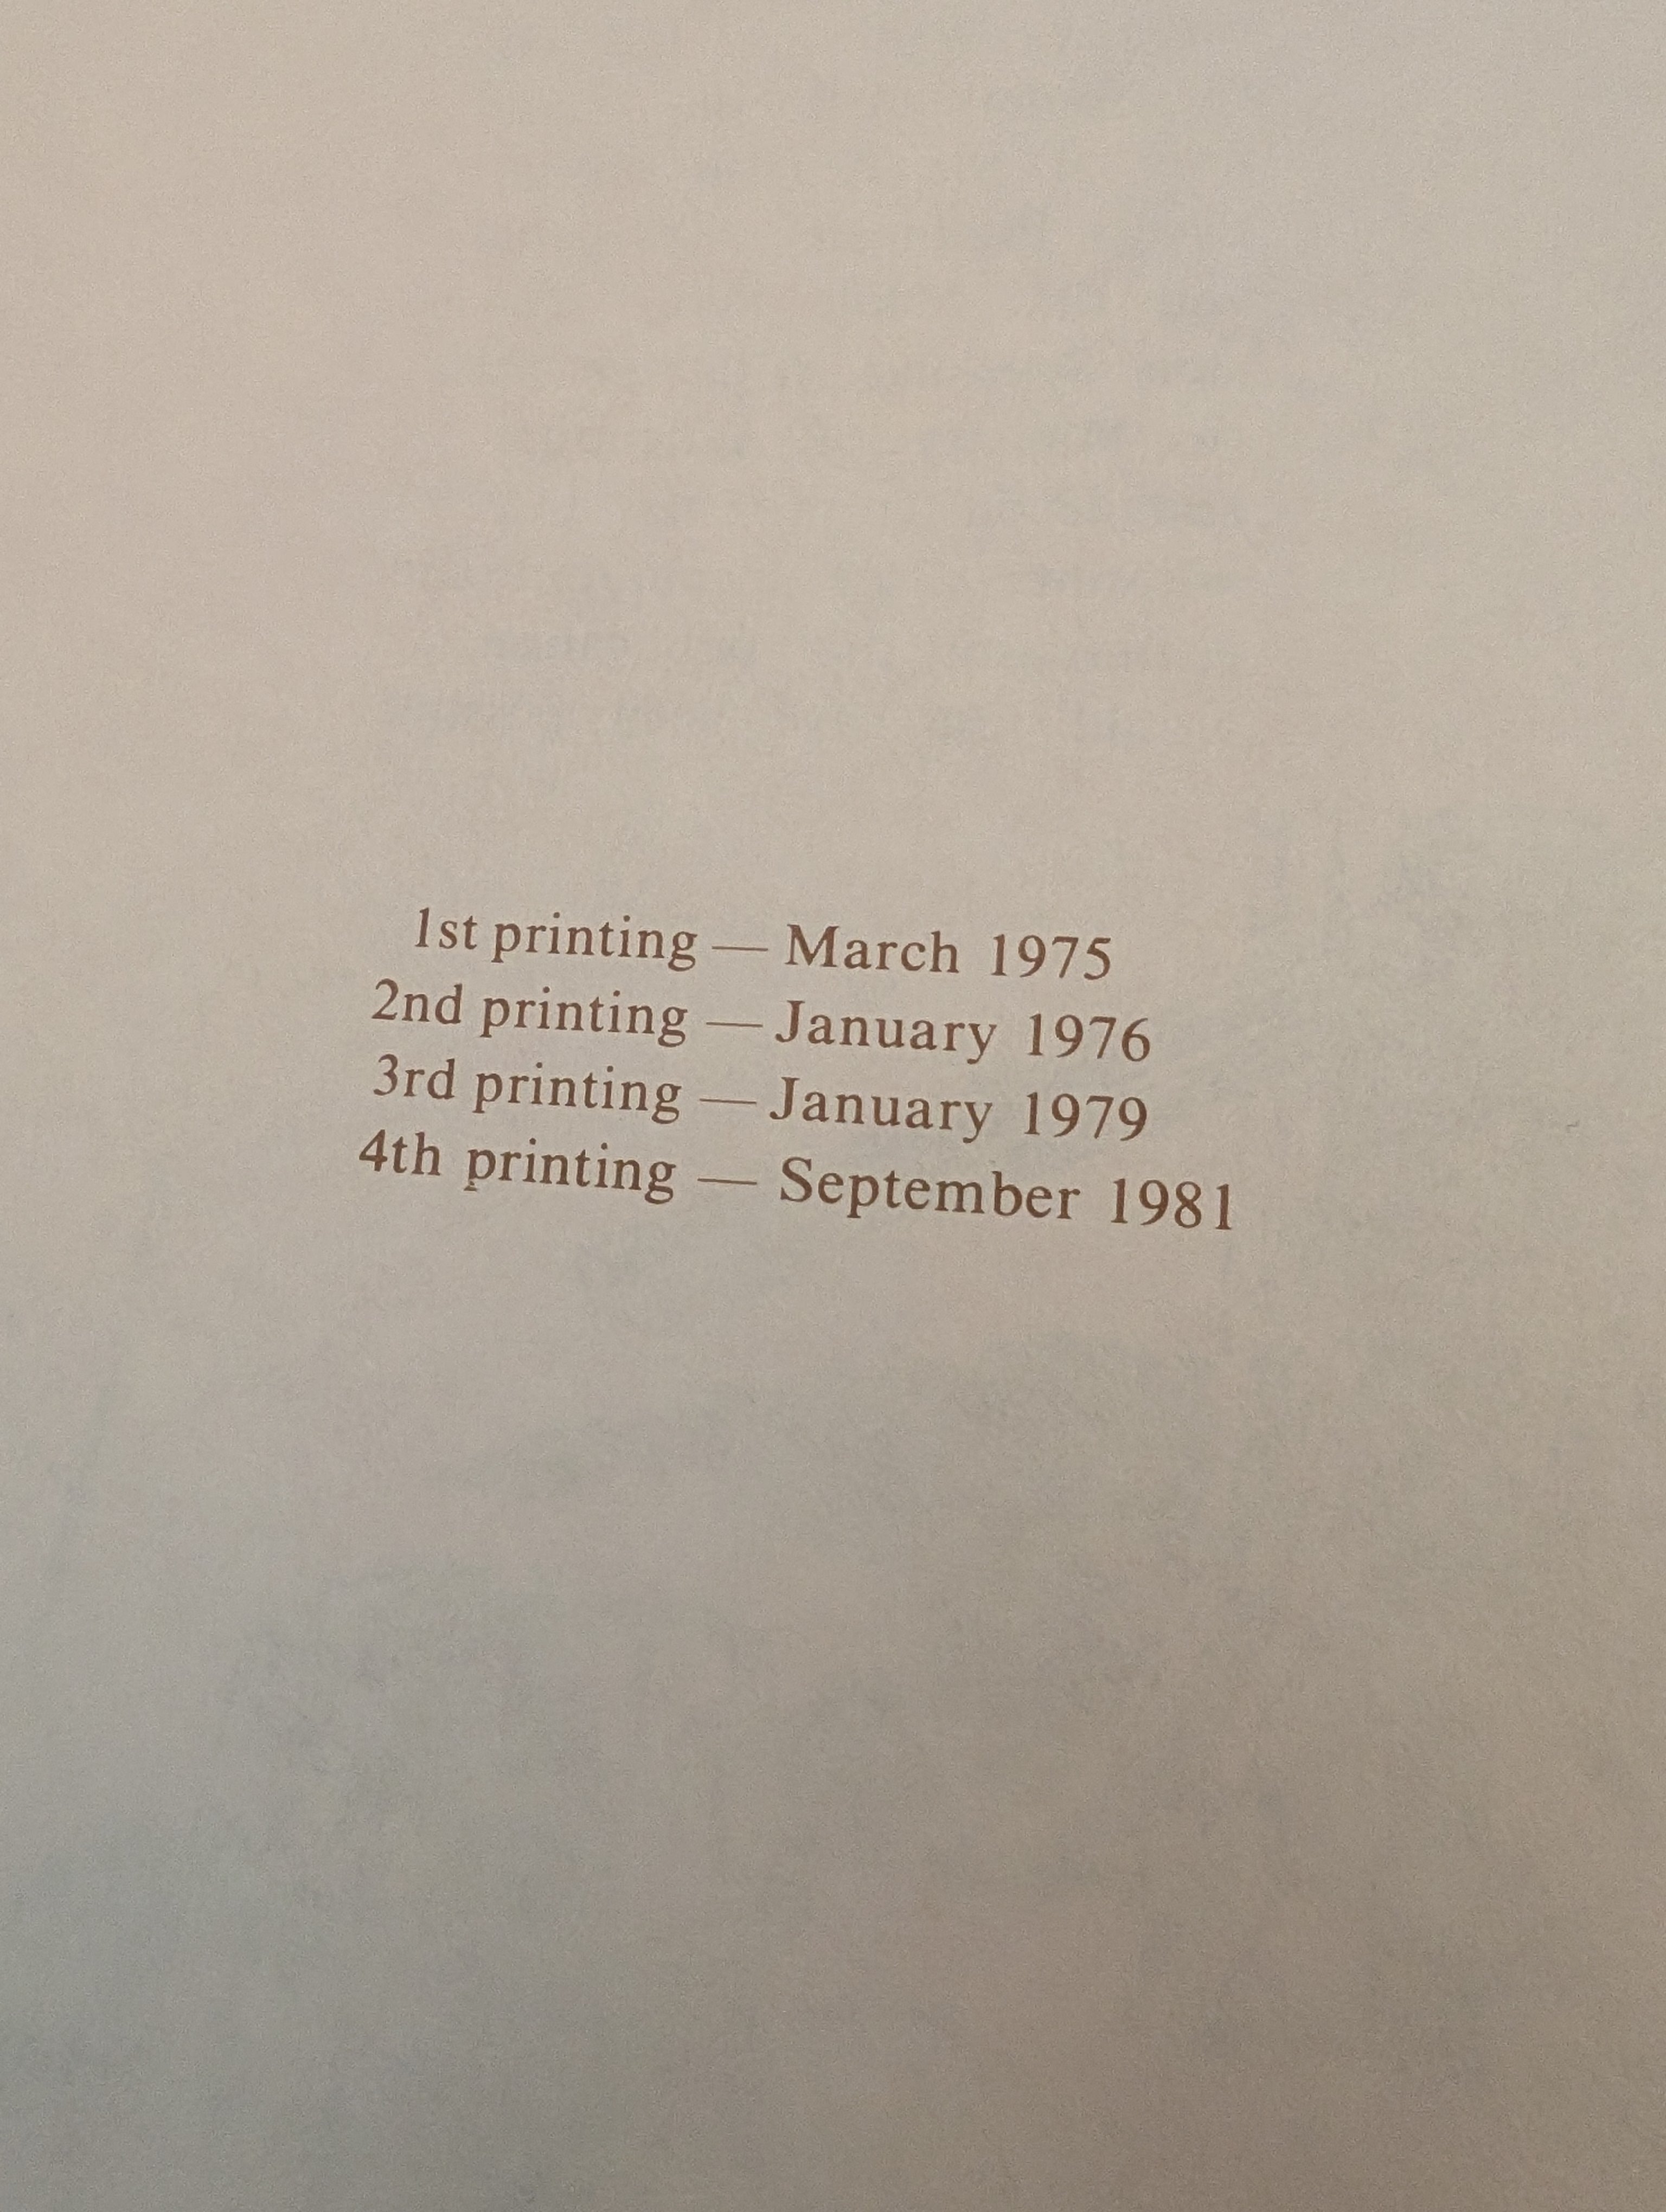 1st printing — March 1975
2nd printing — January 1976
3rd printing — January 1979
4th printing — September 1981